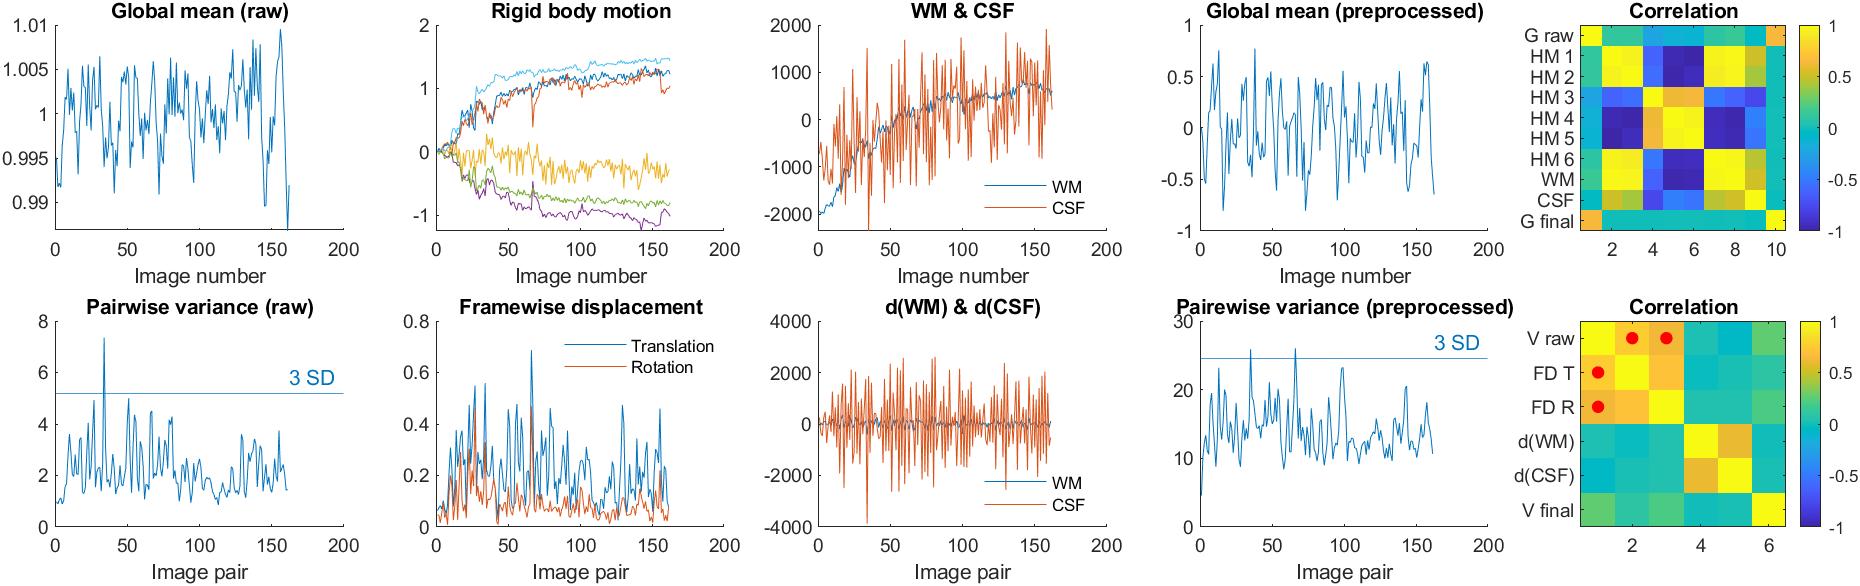 Global mean (raw)
1.01
1.005
1
0.995
0.99
0 50 100 150 200
Image number
Rigid body motion
2
1
0
-1
0 50 100 150 200
Image number
WM & CSF
2000
1000
0
-1000
-2000
WM
CSF
0 50 100 150 200
Image number
Global mean (preprocessed)
1
0.5
0
-0.5
-1
0 50 100 150 200
Image number
Correlation
G raw
HM 1
HM 2
HM 3
HM 4
HM 5
HM 6
WM
CSF
G final
2 4 6 8 10
1
0.5
0
-0.5
-1
Pairwise variance (raw)
8
6
4
2
0
3 SD
0 50 100 150 200
Image pair
Framewise displacement
0.8
0.6
0.4
0.2
0
Translation
Rotation
0 50 100 150 200
Image pair
d(WM) & d(CSF)
4000
2000
0
-2000
-4000
WM
CSF
0 50 100 150 200
Pairewise variance (preprocessed)
30
20
10
0
3 SD
0 50 100 150 200
Image pair
Correlation
V raw
FD T
FD R
d(WM)
d(CSF)
V final
2 4 6
1
0.5
0
-0.5
-1